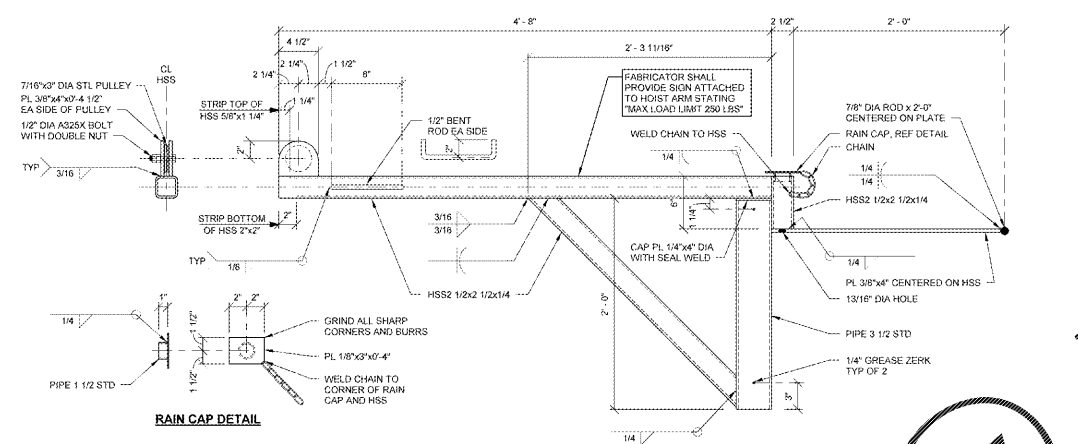 4' - 8"
2 1/2"
2' - 0"
4 1/2"
2' - 3 11/16"
2 1/4"
2 1/4"
1 1/2"
6"
1 1/4"
CL
HSS
7/16"x3" DIA STL PULLEY
PL 3/8"x4"x0'-4 1/2"
EA SIDE OF PULLEY
1/2" DIA A325X BOLT
WITH DOUBLE NUT
TYP
3/16
STRIP TOP OF
HSS 5/8"x1 1/4"
2"
1/2" BENT
ROD EA SIDE
2"
FABRICATOR SHALL
PROVIDE SIGN ATTACHED
TO HOIST ARM STATING
"MAX LOAD LIMIT 250 LBS"
WELD CHAIN TO HSS
1/4
7/8" DIA ROD x 2'-0"
CENTERED ON PLATE
RAIN CAP, REF DETAIL
CHAIN
1/4
1/4
HSS2 1/2x2 1/2x1/4
STRIP BOTTOM
OF HSS 2"x2"
2"
TYP
1/8
3/16
3/16
HSS2 1/2x2 1/2x1/4
6"
1 1/4"
CAP PL 1/4"x4" DIA
WITH SEAL WELD
1/4
PL 3/8"x4" CENTERED ON HSS
13/16" DIA HOLE
2' - 0"
PIPE 3 1/2 STD
1/4" GREASE ZERK
TYP OF 2
3"
1/4
1"
2"
2"
1/4
1 1/2"
1 1/2"
GRIND ALL SHARP
CORNERS AND BURRS
PL 1/8"x3"x0'-4"
WELD CHAIN TO
CORNER OF RAIN
CAP AND HSS
PIPE 1 1/2 STD
RAIN CAP DETAIL